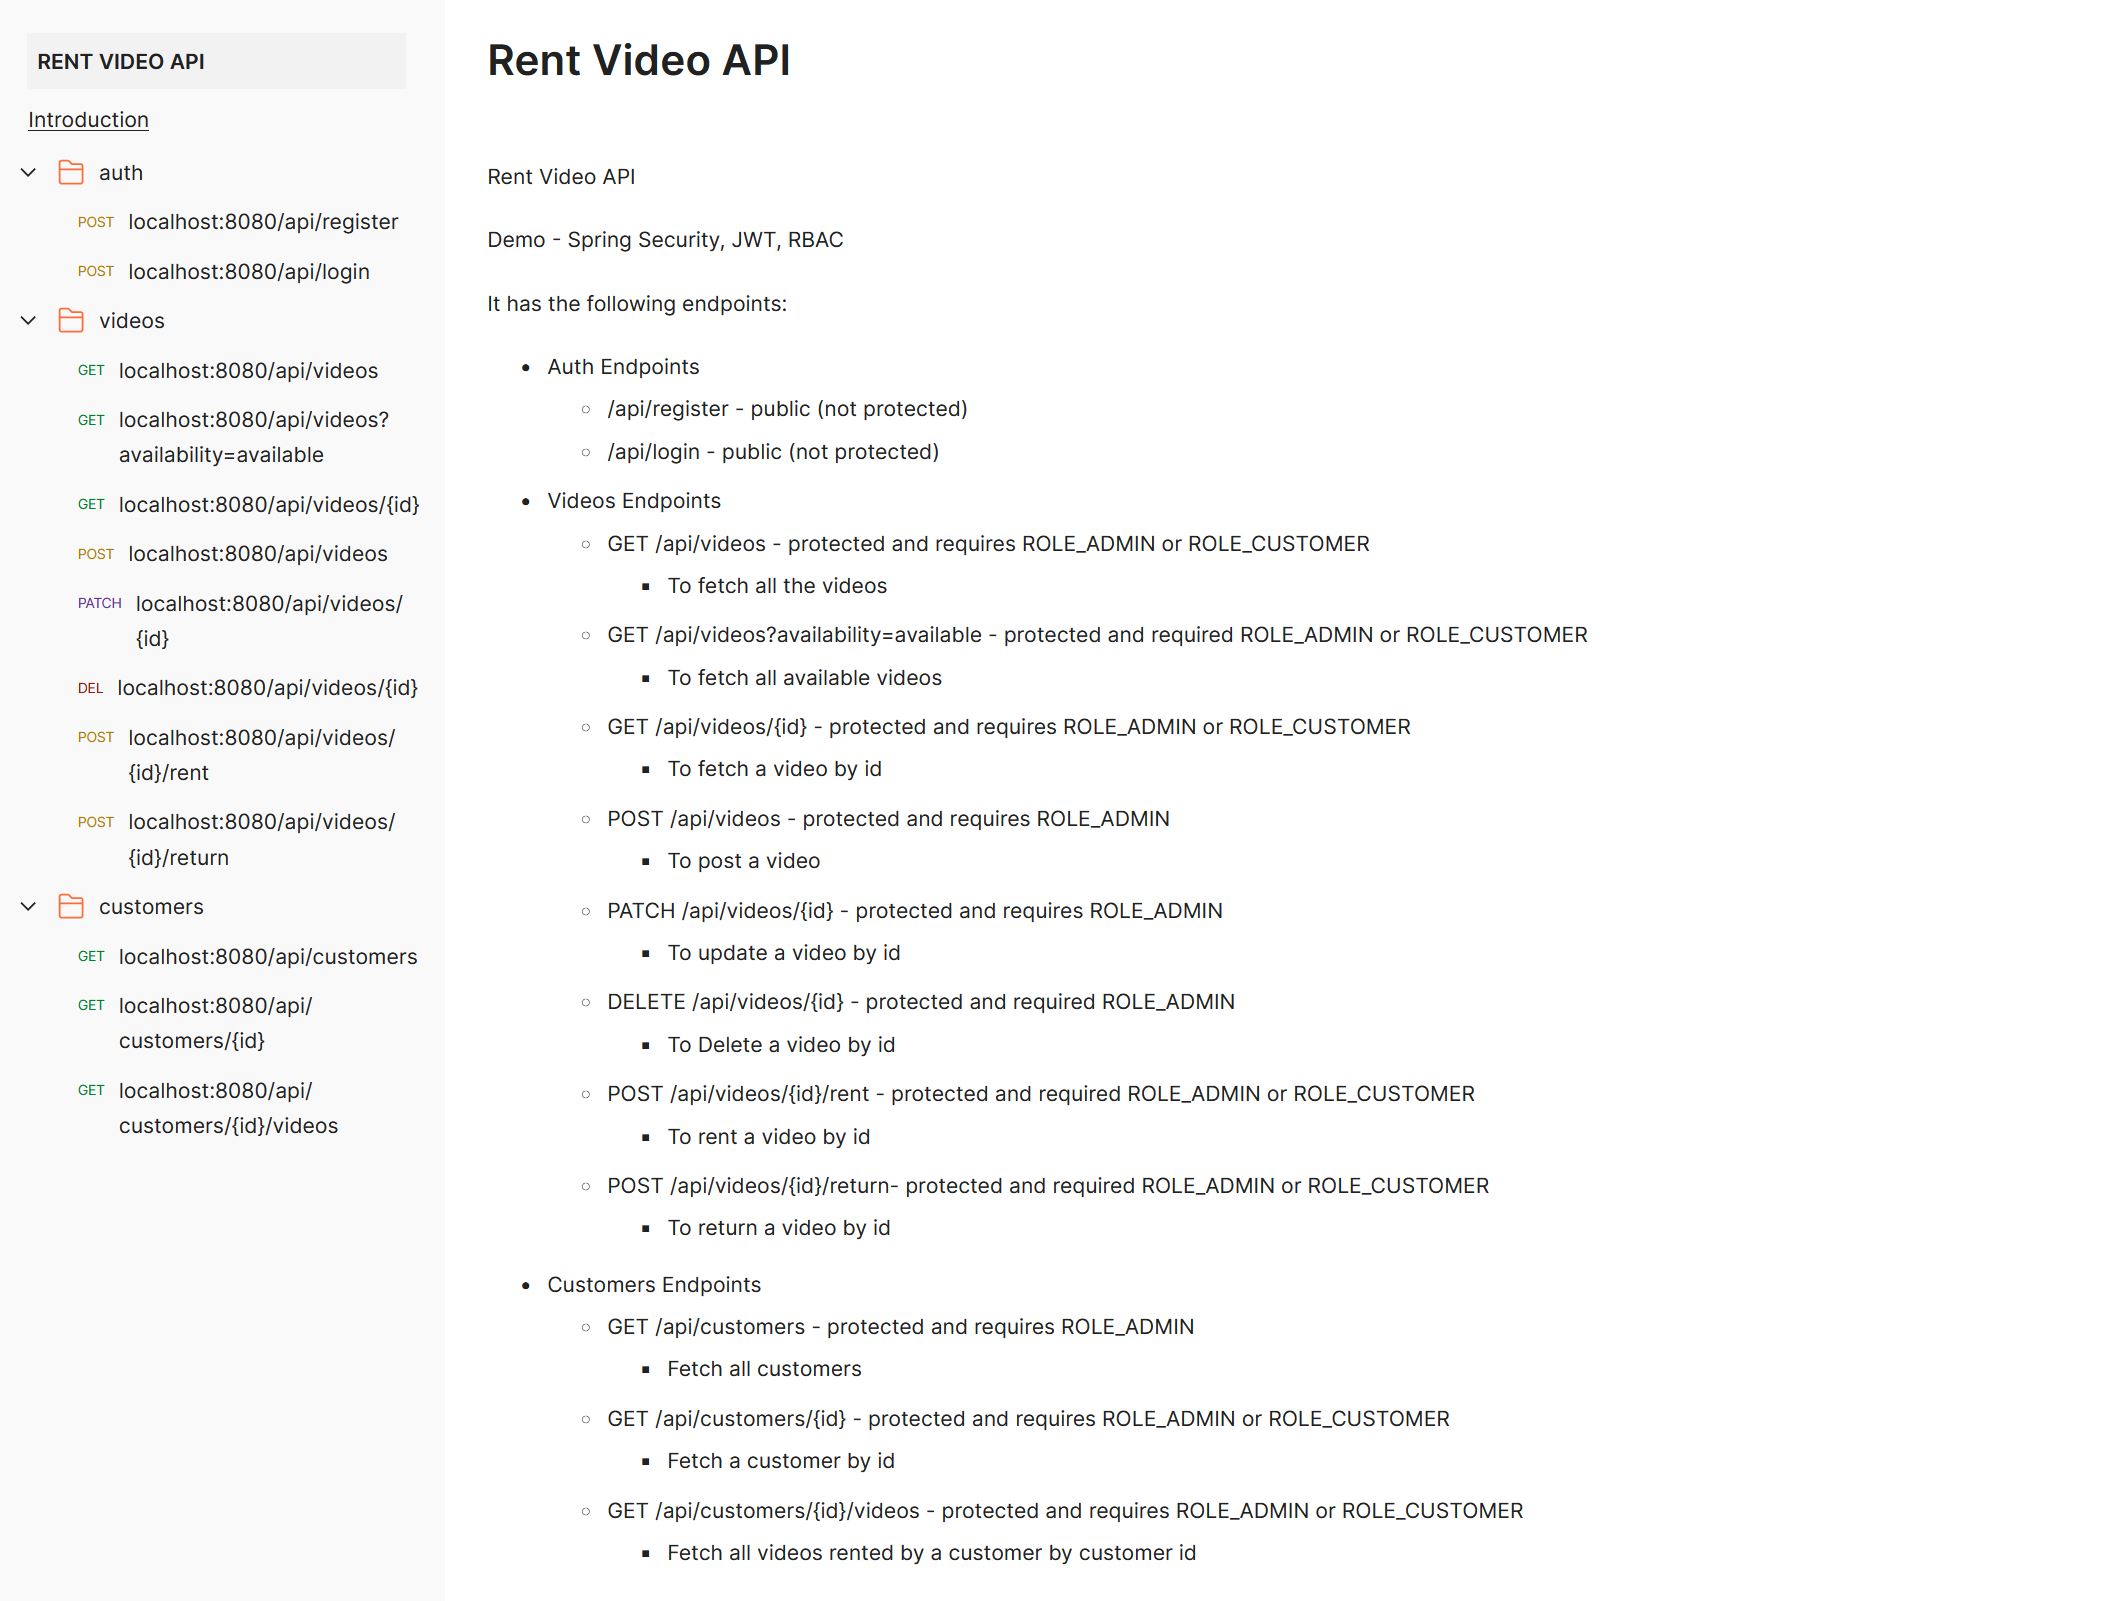 RENT VIDEO API
Introduction
auth
POST localhost:8080/api/register
POST localhost:8080/api/login
videos
GET localhost:8080/api/videos
GET localhost:8080/api/videos?
availability=available
GET localhost:8080/api/videos/{id}
POST localhost:8080/api/videos
PATCH localhost:8080/api/videos/
{id}
DEL localhost:8080/api/videos/{id}
POST localhost:8080/api/videos/
{id}/rent
POST localhost:8080/api/videos/
{id}/return
customers
GET localhost:8080/api/customers
GET localhost:8080/api/
customers/{id}
GET localhost:8080/api/
customers/{id}/videos
Rent Video API
Rent Video API
Demo - Spring Security, JWT, RBAC
It has the following endpoints:
Auth Endpoints
/api/register - public (not protected)
/api/login - public (not protected)
Videos Endpoints
GET /api/videos - protected and requires ROLE_ADMIN or ROLE_CUSTOMER
To fetch all the videos
GET /api/videos?availability=available - protected and required ROLE_ADMIN or ROLE_CUSTOMER
To fetch all available videos
GET /api/videos/{id} - protected and requires ROLE_ADMIN or ROLE_CUSTOMER
To fetch a video by id
POST /api/videos - protected and requires ROLE_ADMIN
To post a video
PATCH /api/videos/{id} - protected and requires ROLE_ADMIN
To update a video by id
DELETE /api/videos/{id} - protected and required ROLE_ADMIN
To Delete a video by id
POST /api/videos/{id}/rent - protected and required ROLE_ADMIN or ROLE_CUSTOMER
To rent a video by id
POST /api/videos/{id}/return- protected and required ROLE_ADMIN or ROLE_CUSTOMER
To return a video by id
Customers Endpoints
GET /api/customers - protected and requires ROLE_ADMIN
Fetch all customers
GET /api/customers/{id} - protected and requires ROLE_ADMIN or ROLE_CUSTOMER
Fetch a customer by id
GET /api/customers/{id}/videos - protected and requires ROLE_ADMIN or ROLE_CUSTOMER
Fetch all videos rented by a customer by customer id